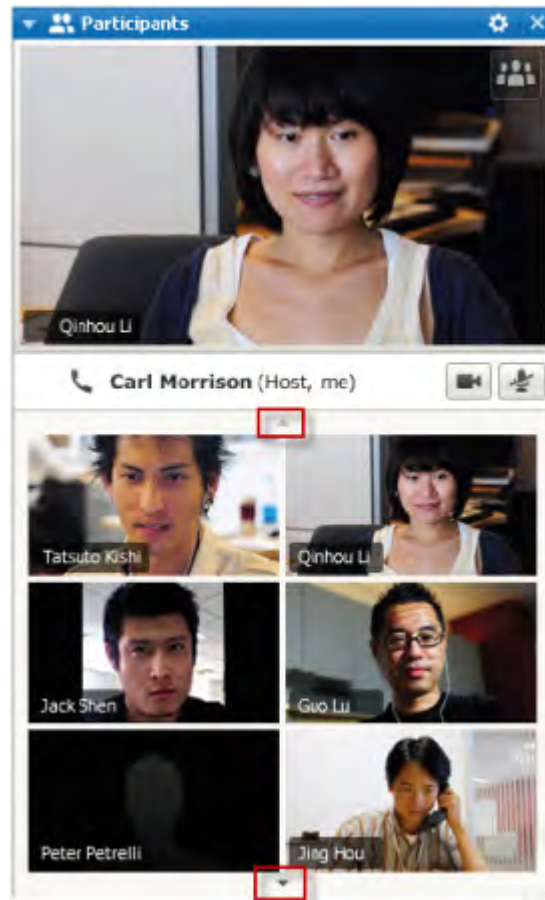 Participants
Qinhou Li
Carl Morrison (Host, me)
Tatsuto Kishi
Qinhou Li
Jack Shen
Guo Lu
Peter Petrelli
Jing Hou